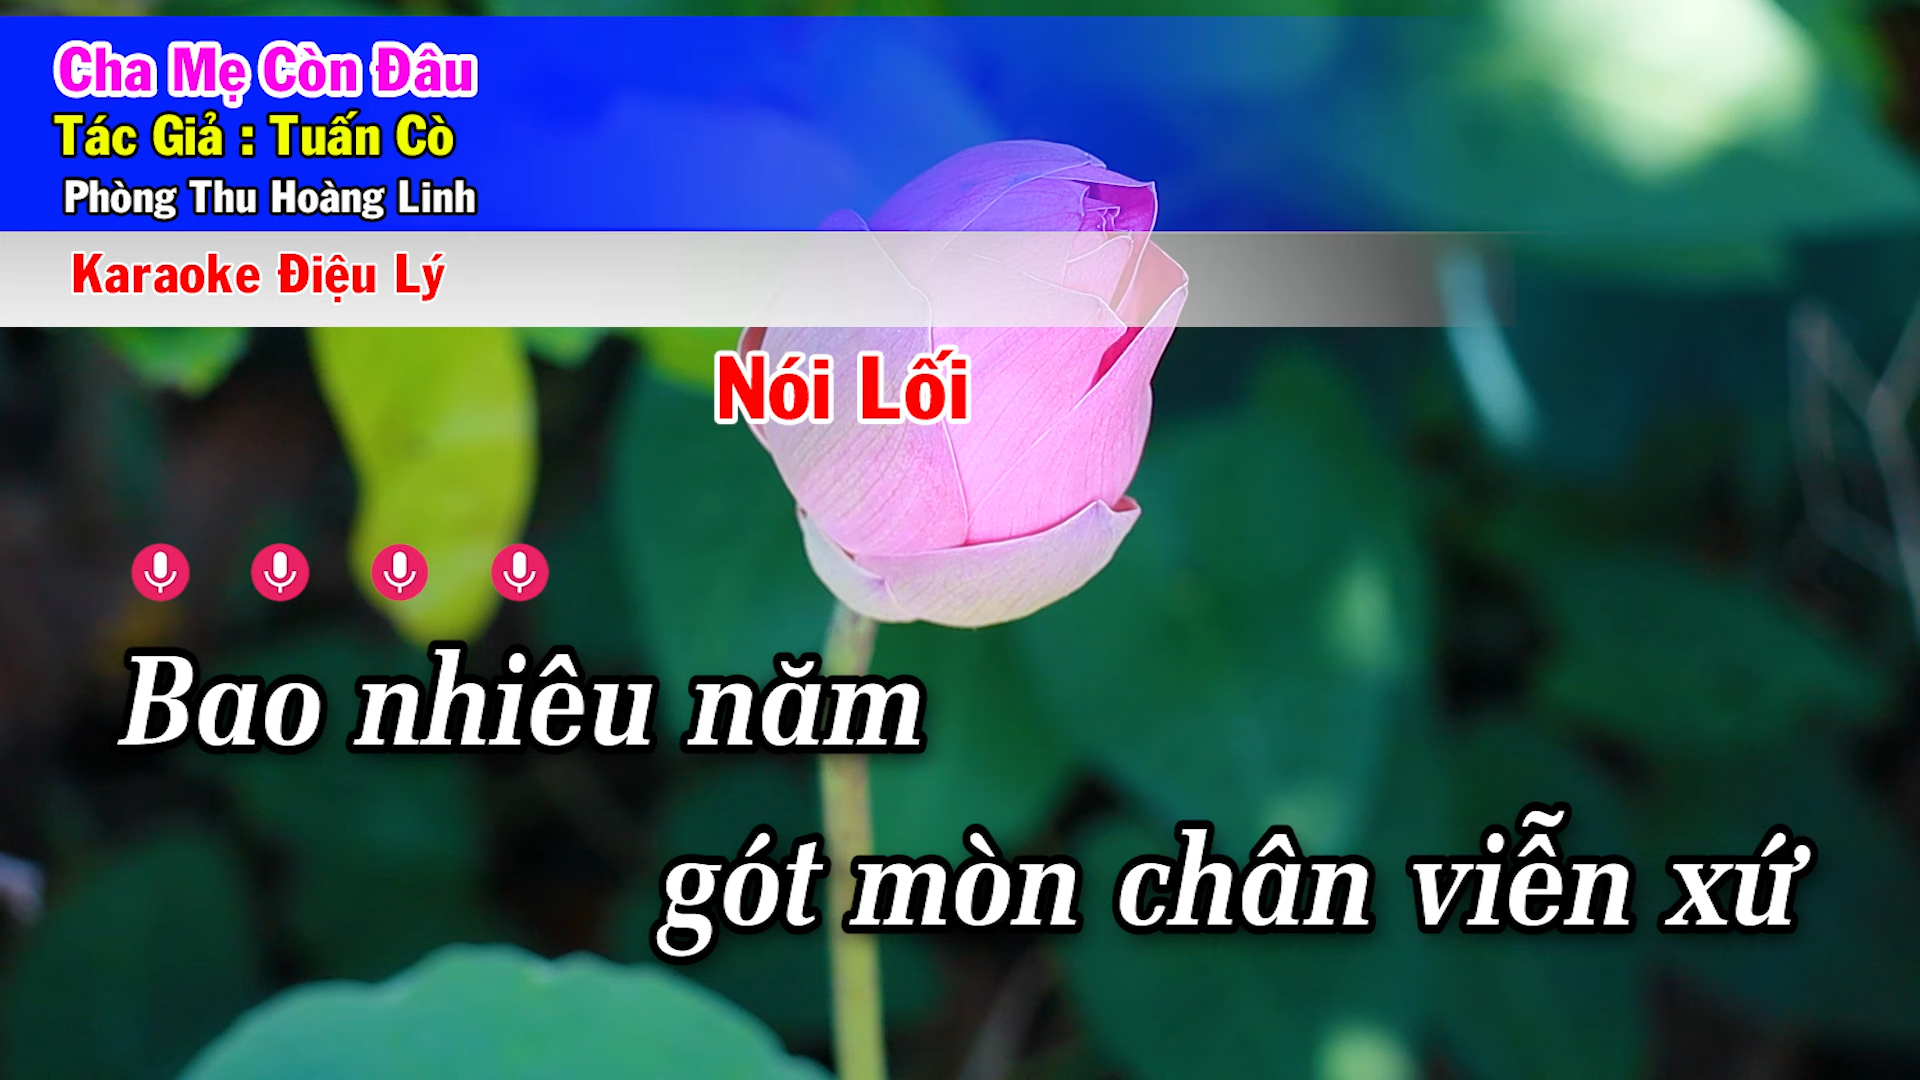 Cha Mẹ Còn Đâu
Tác Giả : Tuấn Cò
Phòng Thu Hoàng Linh
Karaoke Điệu Lý
Nói Lối
Bao nhiêu năm
gót mòn chân viễn xứ